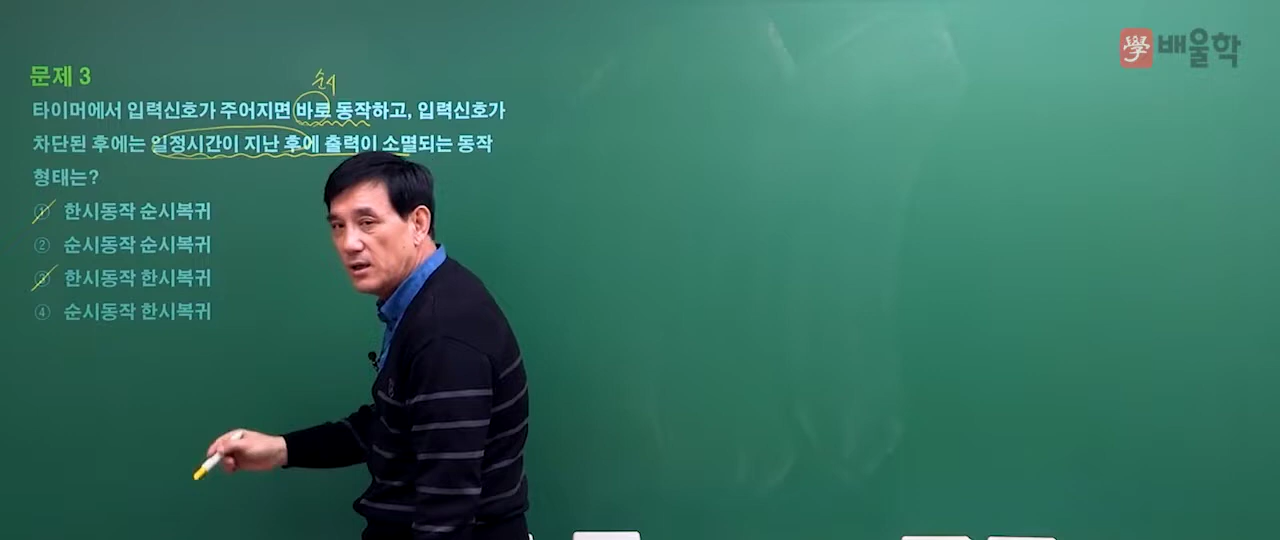 學 배울학
문제 3
순시
타이머에서 입력신호가 주어지면 바로 동작하고, 입력신호가
차단된 후에는 일정시간이 지난 후에 출력이 소멸되는 동작
형태는?
① 한시동작 순시복귀
② 순시동작 순시복귀
③ 한시동작 한시복귀
④ 순시동작 한시복귀